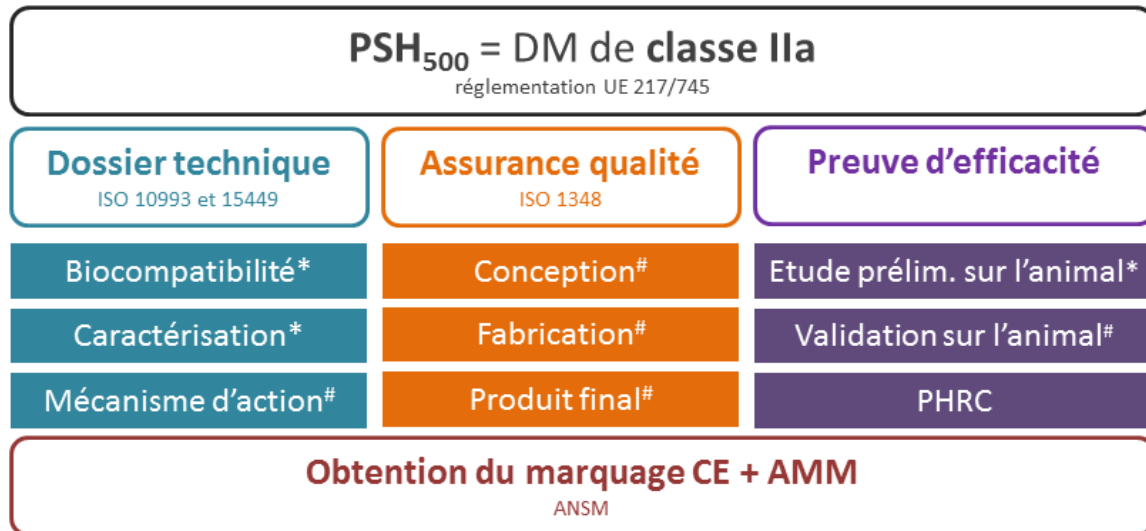 PSH500 = DM de classe IIa
réglementation UE 217/745
Dossier technique
ISO 10993 et 15449
Assurance qualité
ISO 1348
Preuve d'efficacité
Biocompatibilité*
Conception#
Etude prélim. sur l'animal*
Caractérisation*
Fabrication#
Validation sur l'animal#
Mécanisme d'action#
Produit final#
PHRC
Obtention du marquage CE + AMM
ANSM